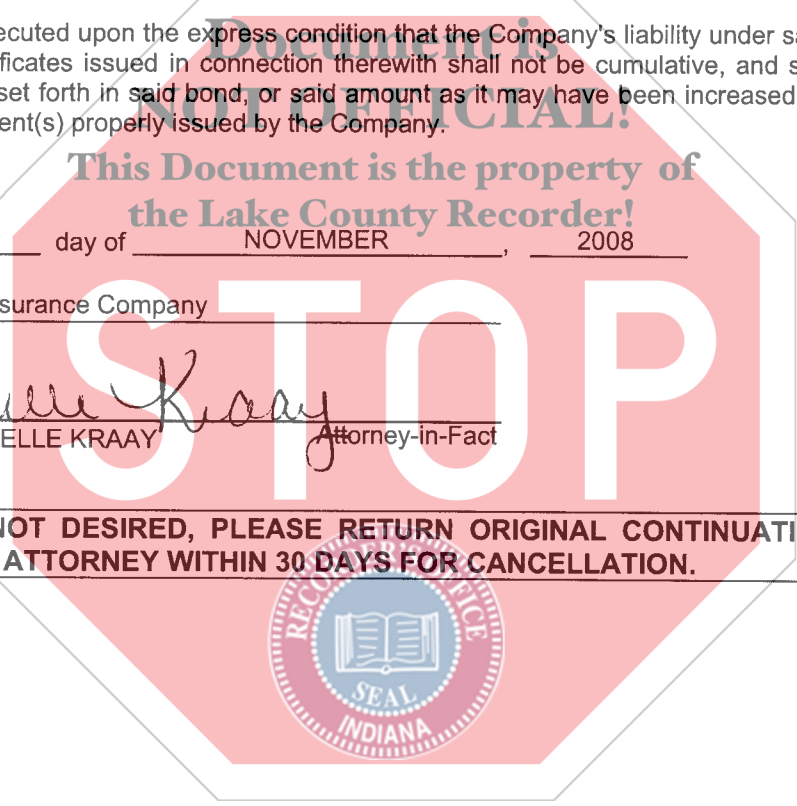 ecuted upon the express condition that the Company's liability under sa
ificates issued in connection therewith shall not be cumulative, and s
set forth in said bond, or said amount as it may have been increased
ent(s) properly issued by the Company.
Document is
NOT OFFICIAL!
This Document is the property of
the Lake County Recorder!
day of NOVEMBER, 2008
surance Company
elle Kraay
ELLE KRAAY Attorney-in-Fact
STOP
NOT DESIRED, PLEASE RETURN ORIGINAL CONTINUATI
ATTORNEY WITHIN 30 DAYS FOR CANCELLATION.
RECORDER'S OFFICE
SEAL
INDIANA